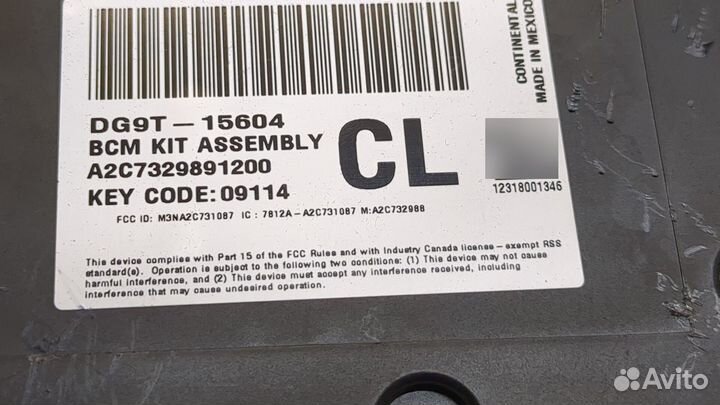 DG9T-15604
BCM KIT ASSEMBLY
A2C7329891200
KEY CODE: 09114
CL
CONTINENTAL
MADE IN MEXICO
12318001346
FCC ID: M3NA2C731087 IC : 7812A-A2C731087 M:A2C732988
This device complies with Part 15 of the FCC Rules and with Industry Canada license - exempt RSS
standard(s). Operation is subject to the following two conditions: (1) This device may not cause
harmful interference, and (2) This device must accept any interference received, including
interference that may cause undesired operation.
Avito